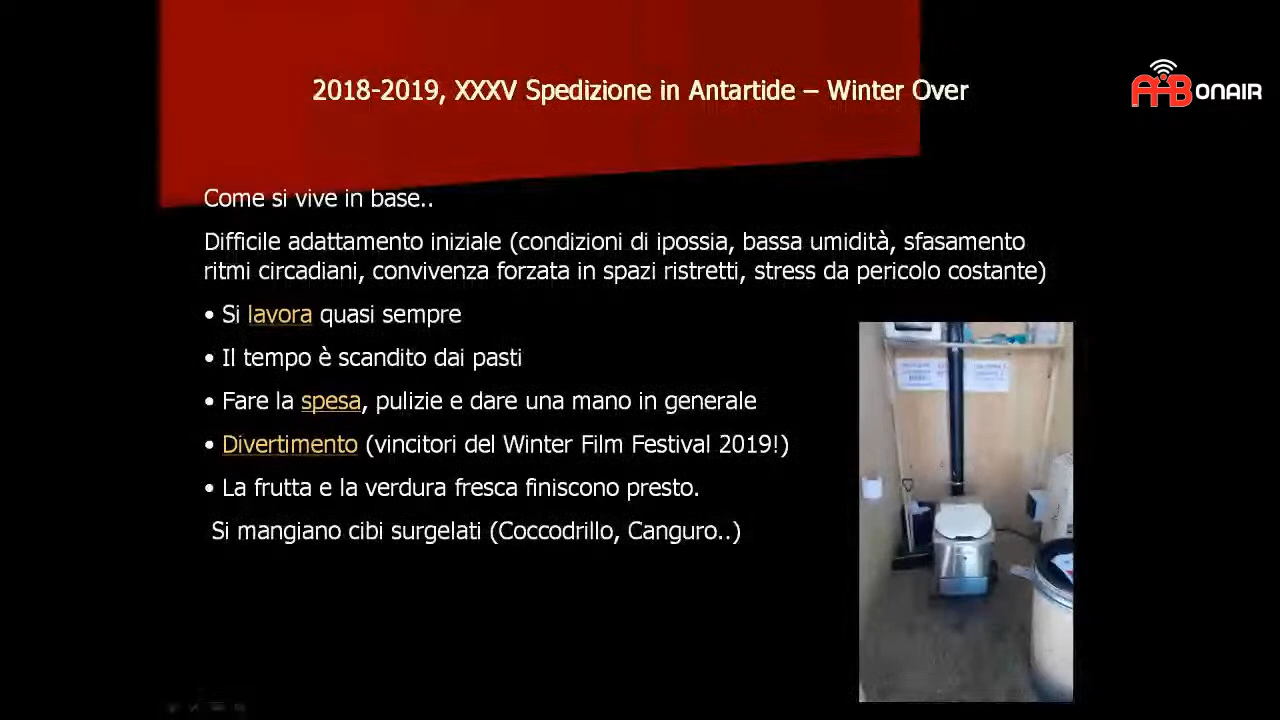 2018-2019, XXXV Spedizione in Antartide – Winter Over
AIB ONAIR
Come si vive in base..
Difficile adattamento iniziale (condizioni di ipossia, bassa umidità, sfasamento
ritmi circadiani, convivenza forzata in spazi ristretti, stress da pericolo costante)
• Si lavora quasi sempre
• Il tempo è scandito dai pasti
• Fare la spesa, pulizie e dare una mano in generale
• Divertimento (vincitori del Winter Film Festival 2019!)
• La frutta e la verdura fresca finiscono presto.
Si mangiano cibi surgelati (Coccodrillo, Canguro..)